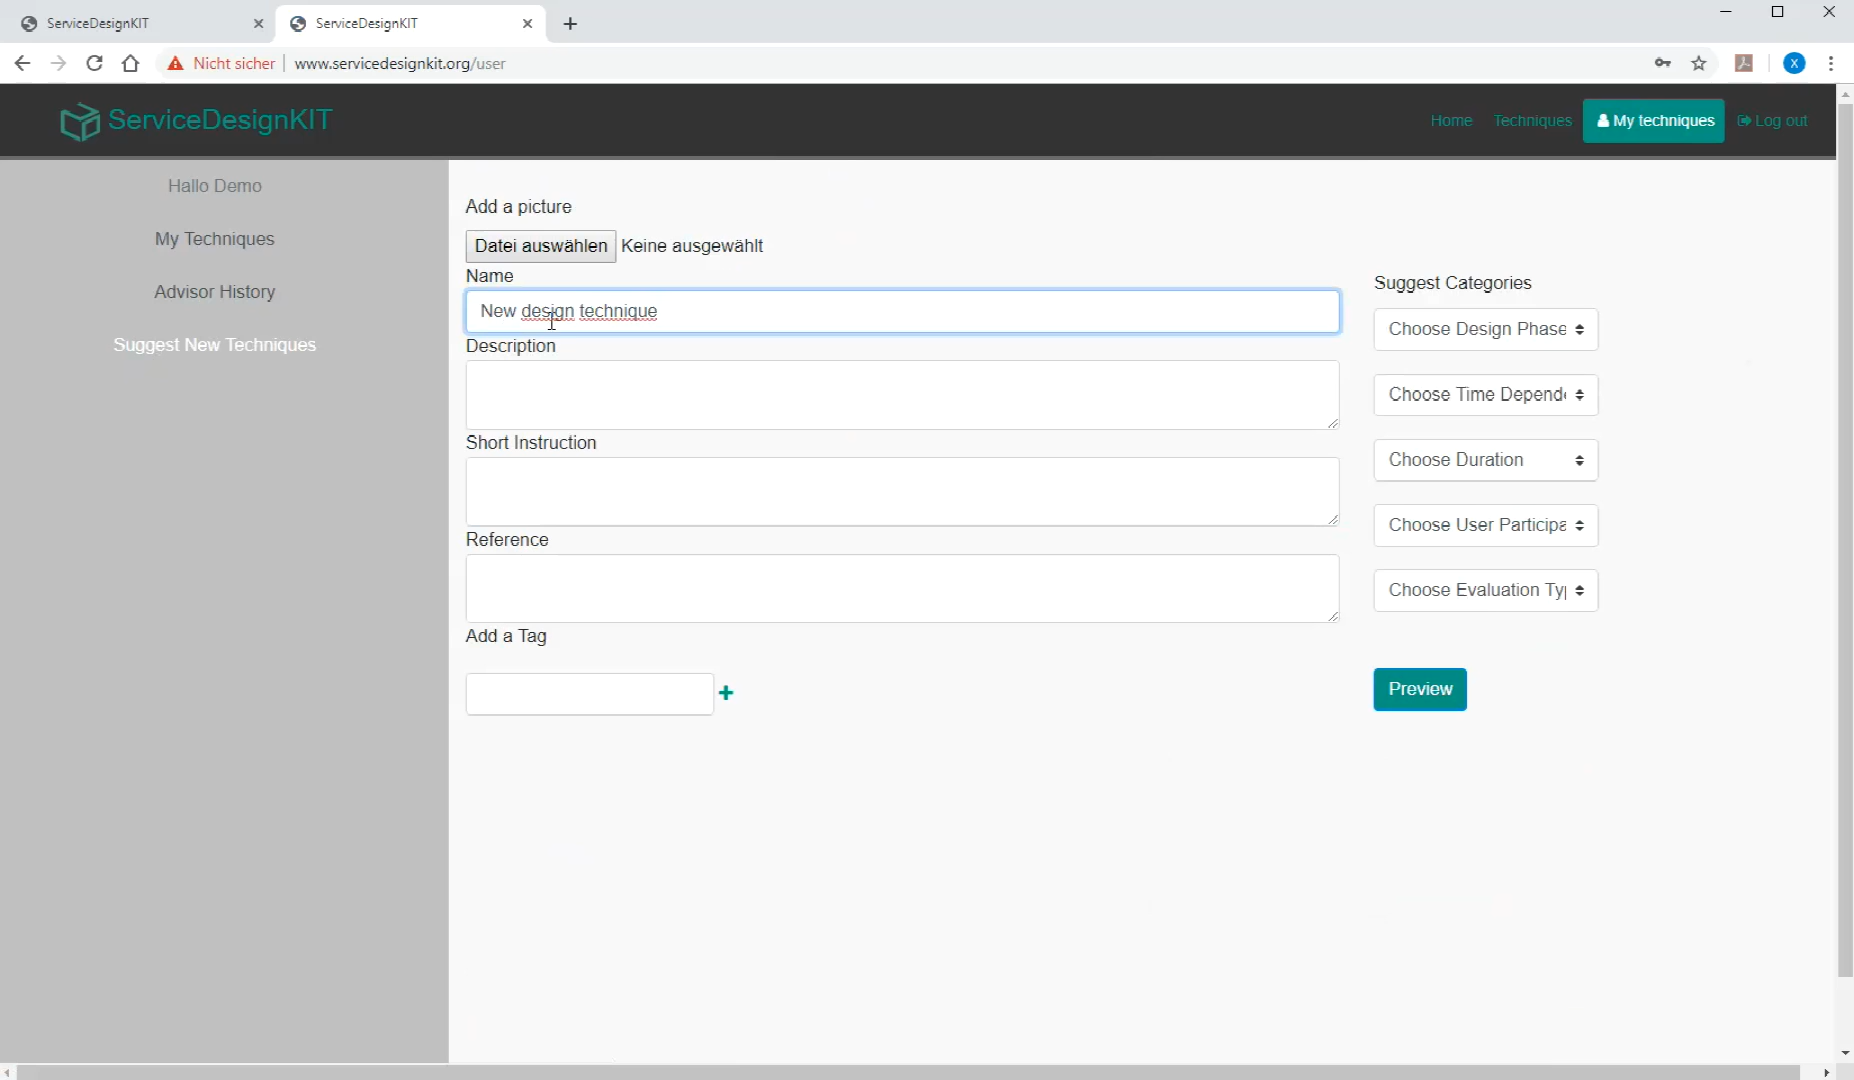 ServiceDesignKIT
ServiceDesignKIT
Nicht sicher
www.servicedesignkit.org/user
X
ServiceDesignKIT
Home
Techniques
My techniques
Log out
Hallo Demo
My Techniques
Advisor History
Suggest New Techniques
Add a picture
Datei auswählen Keine ausgewählt
Name
New design technique
Description
Short Instruction
Reference
Add a Tag
Suggest Categories
Choose Design Phase
Choose Time Depende
Choose Duration
Choose User Participa
Choose Evaluation Typ
Preview